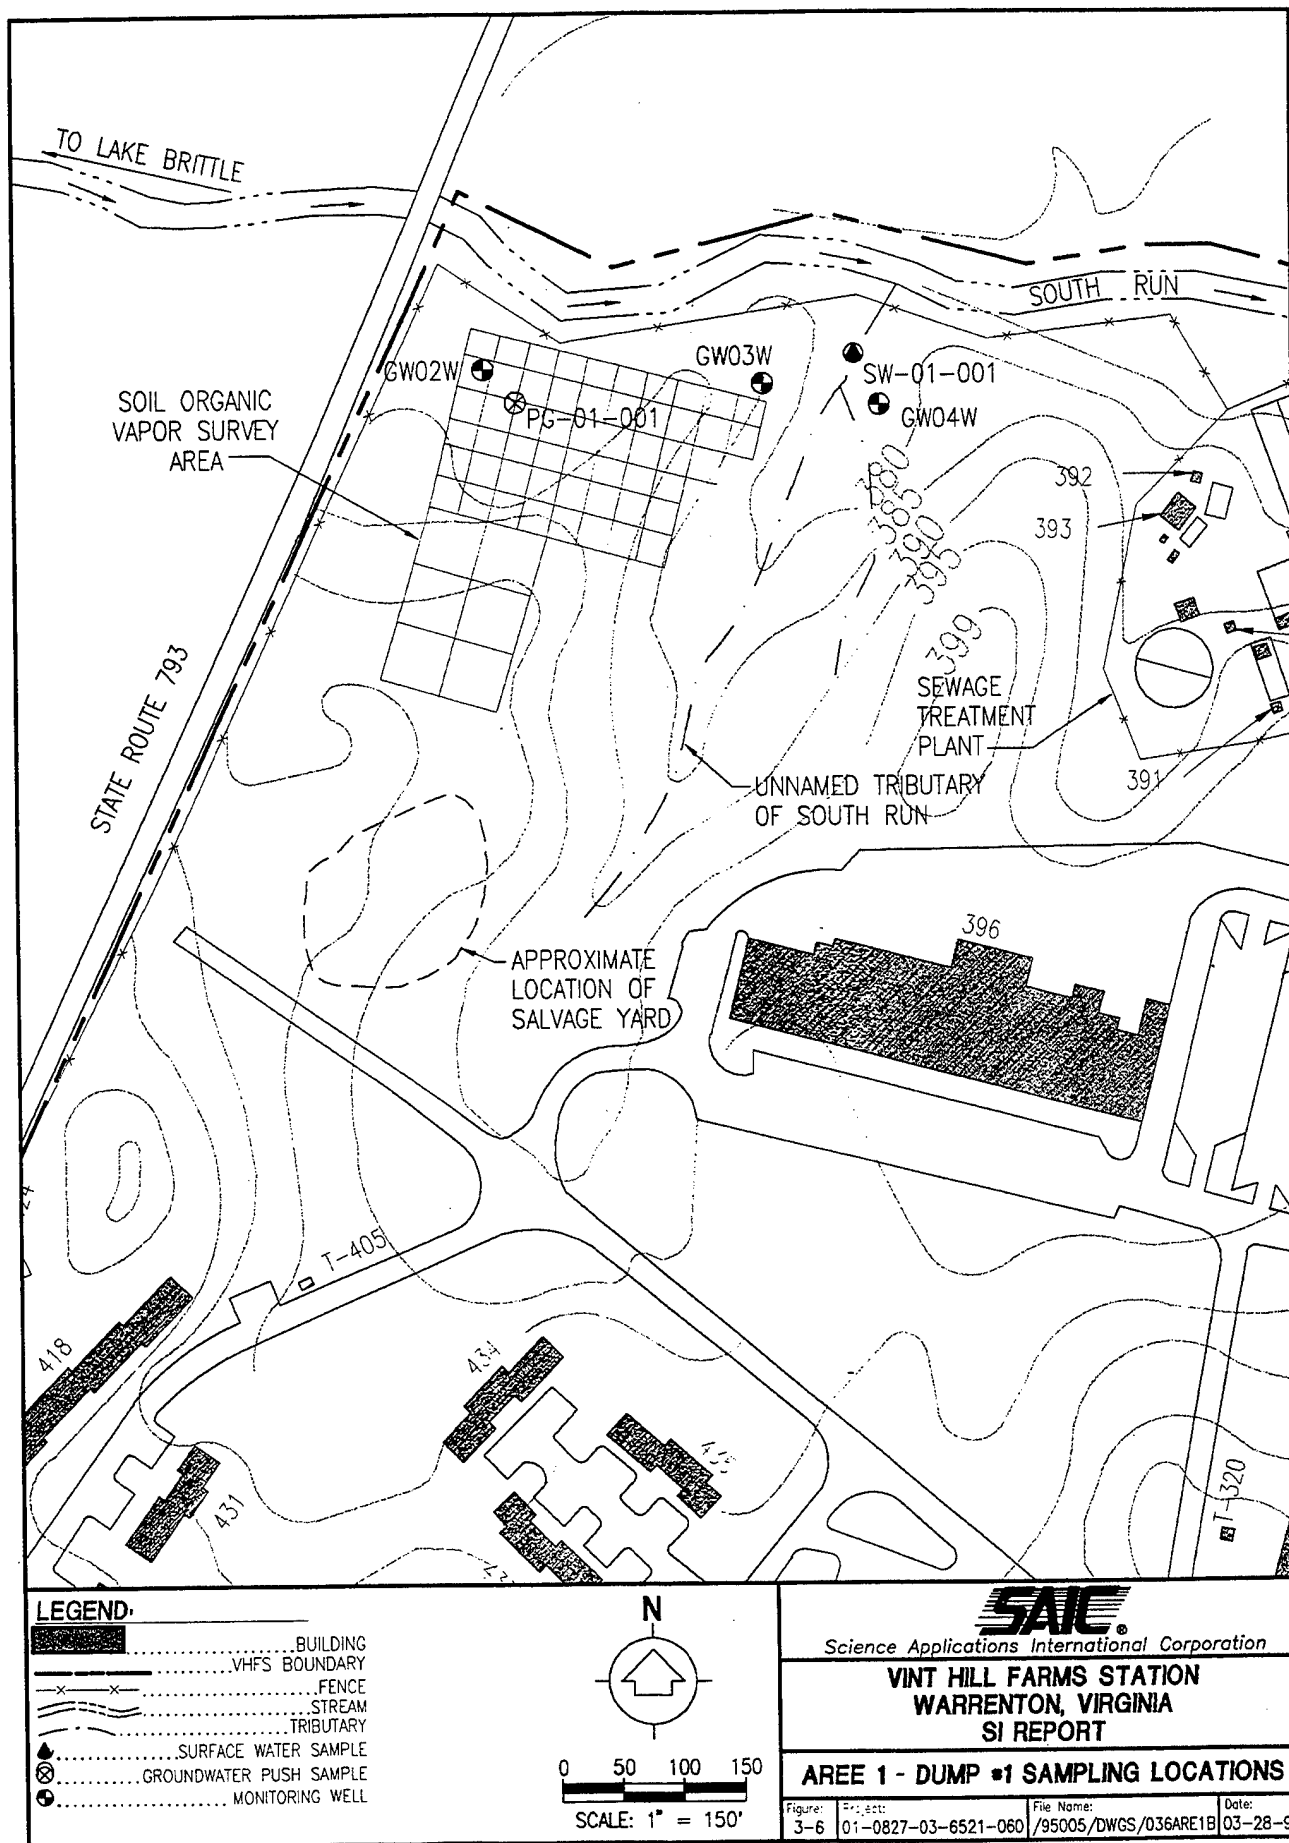 TO LAKE BRITTLE
SOUTH RUN
GW02W
GW03W
SW-01-001
GW04W
PG-01-001
SOIL ORGANIC
VAPOR SURVEY
AREA
392
393
380
385
390
395
399
SEWAGE
TREATMENT
PLANT
391
STATE ROUTE 793
UNNAMED TRIBUTARY
OF SOUTH RUN
396
APPROXIMATE
LOCATION OF
SALVAGE YARD
T-405
418
434
431
T-320
LEGEND:
BUILDING
VHFS BOUNDARY
FENCE
STREAM
TRIBUTARY
SURFACE WATER SAMPLE
GROUNDWATER PUSH SAMPLE
MONITORING WELL
N
0 50 100 150
SCALE: 1" = 150'
SAIC®
Science Applications International Corporation
VINT HILL FARMS STATION
WARRENTON, VIRGINIA
SI REPORT
AREE 1 - DUMP #1 SAMPLING LOCATIONS
Figure: Project: File Name: Date:
3-6 01-0827-03-6521-060 /95005/DWGS/036ARE1B 03-28-9